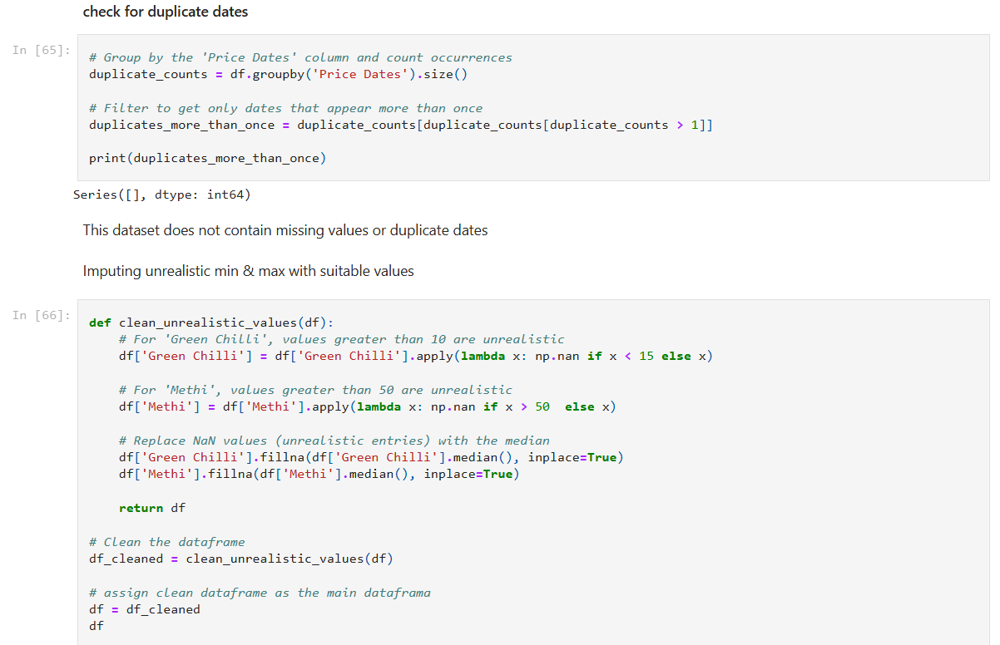 check for duplicate dates
In [65]:
# Group by the 'Price Dates' column and count occurrences
duplicate_counts = df.groupby('Price Dates').size()
# Filter to get only dates that appear more than once
duplicates_more_than_once = duplicate_counts[duplicate_counts[duplicate_counts > 1]]
print(duplicates_more_than_once)
Series([], dtype: int64)
This dataset does not contain missing values or duplicate dates
Imputing unrealistic min & max with suitable values
In [66]:
def clean_unrealistic_values(df):
    # For 'Green Chilli', values greater than 10 are unrealistic
    df['Green Chilli'] = df['Green Chilli'].apply(lambda x: np.nan if x < 15 else x)
    # For 'Methi', values greater than 50 are unrealistic
    df['Methi'] = df['Methi'].apply(lambda x: np.nan if x > 50  else x)
    # Replace NaN values (unrealistic entries) with the median
    df['Green Chilli'].fillna(df['Green Chilli'].median(), inplace=True)
    df['Methi'].fillna(df['Methi'].median(), inplace=True)
    return df
# Clean the dataframe
df_cleaned = clean_unrealistic_values(df)
# assign clean dataframe as the main dataframa
df = df_cleaned
df